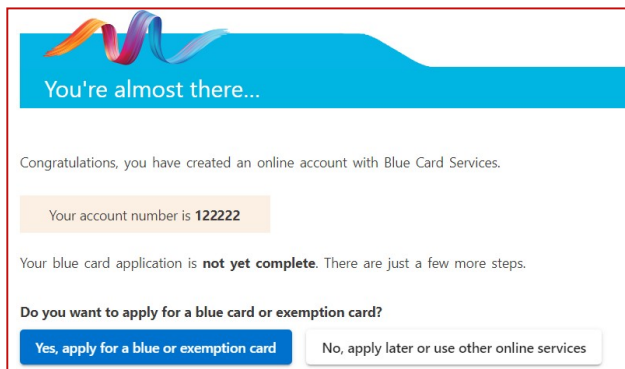 You're almost there...
Congratulations, you have created an online account with Blue Card Services.
Your account number is 122222
Your blue card application is not yet complete. There are just a few more steps.
Do you want to apply for a blue card or exemption card?
Yes, apply for a blue or exemption card
No, apply later or use other online services